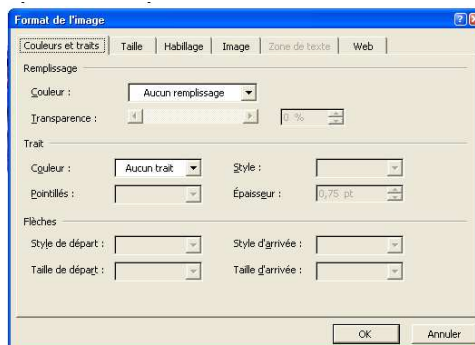 Format de l'image
Couleurs et traits Taille Habillage Image Zone de texte Web
Remplissage
Couleur : Aucun remplissage
Transparence : 0 %
Trait
Couleur : Aucun trait Style :
Pointillés : Épaisseur : 0,75 pt
Flèches
Style de départ : Style d'arrivée :
Taille de départ : Taille d'arrivée :
OK Annuler